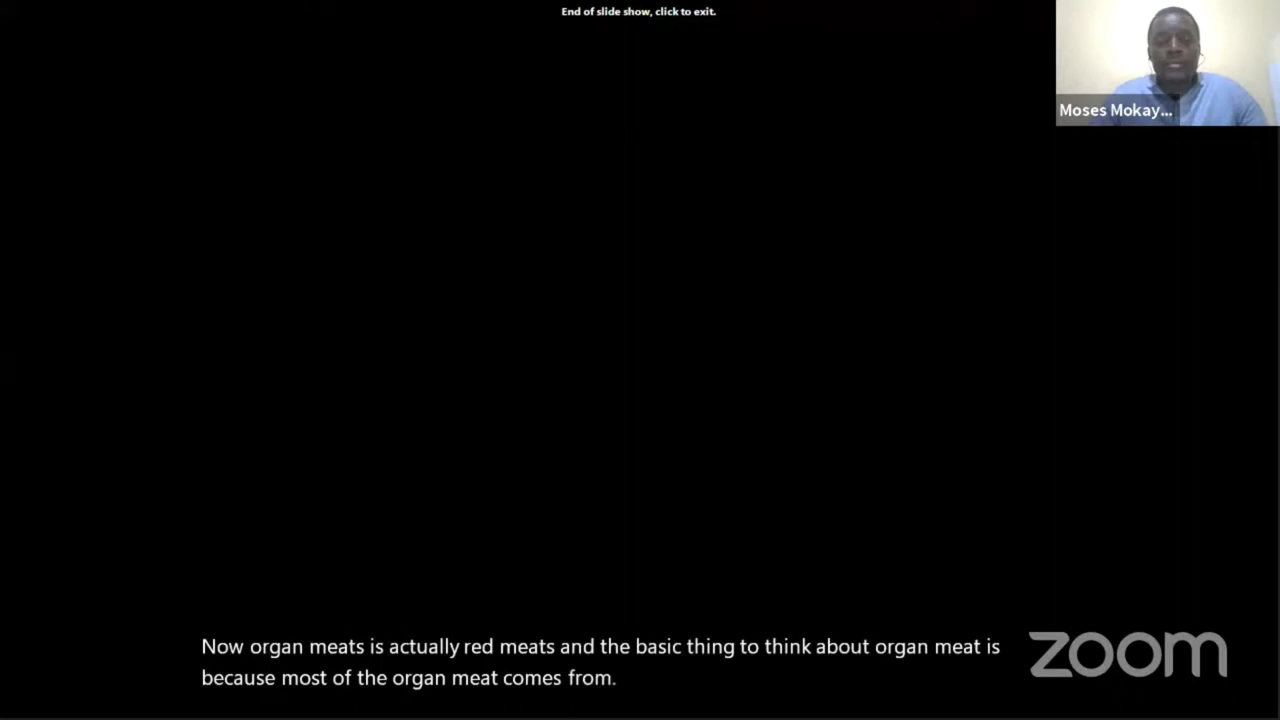 End of slide show, click to exit.
Moses Mokay...
Now organ meats is actually red meats and the basic thing to think about organ meat is
because most of the organ meat comes from.
zoom